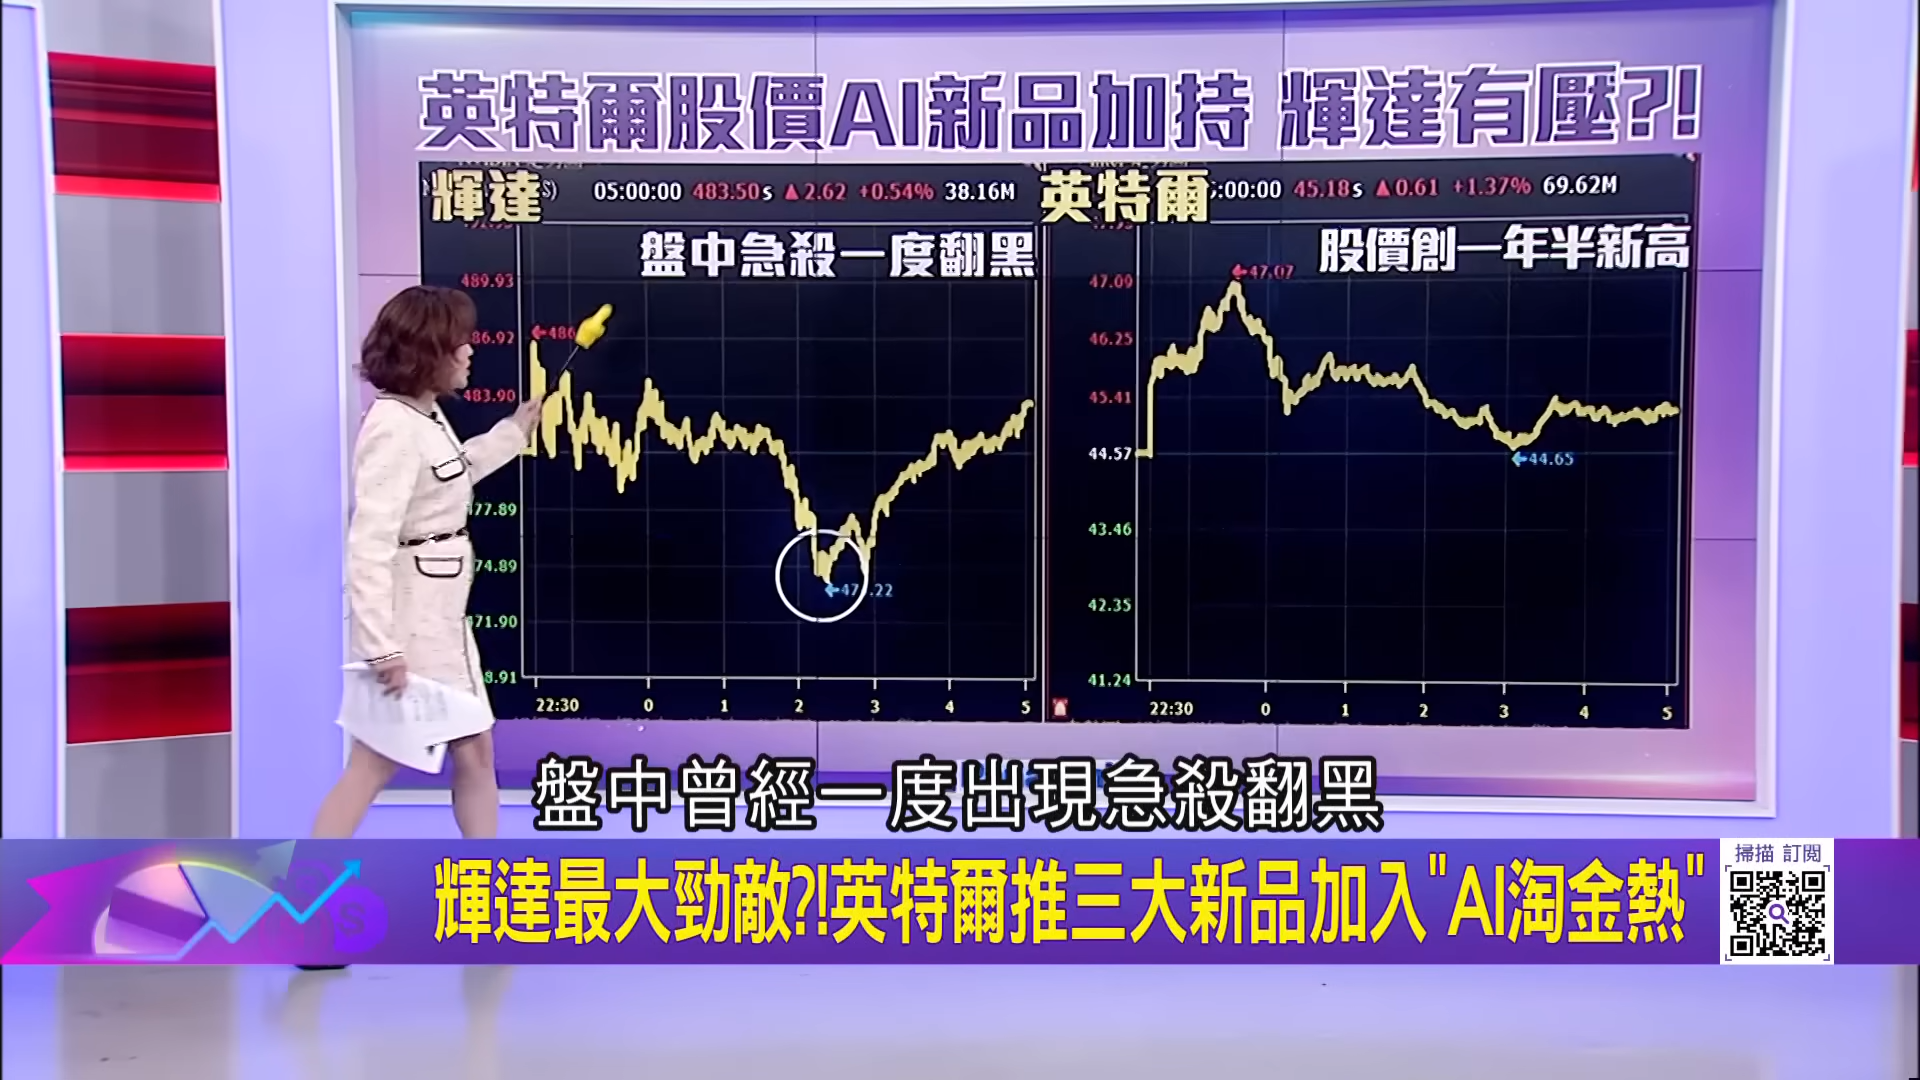 英特爾股價AI新品加持 輝達有壓?!
輝達 05:00:00 483.50s ▲2.62 +0.54% 38.16M
盤中急殺一度翻黑
489.93
86.92
483.90
77.89
74.89
71.90
8.91
22:30 0 1 2 3 4 5
英特爾 :00:00 45.18s ▲0.61 +1.37% 69.62M
股價創一年半新高
47.07
47.09
46.25
45.41
44.57
44.65
43.46
42.35
41.24
22:30 0 1 2 3 4 5
盤中曾經一度出現急殺翻黑
輝達最大勁敵?!英特爾推三大新品加入"AI淘金熱"
掃描 訂閱